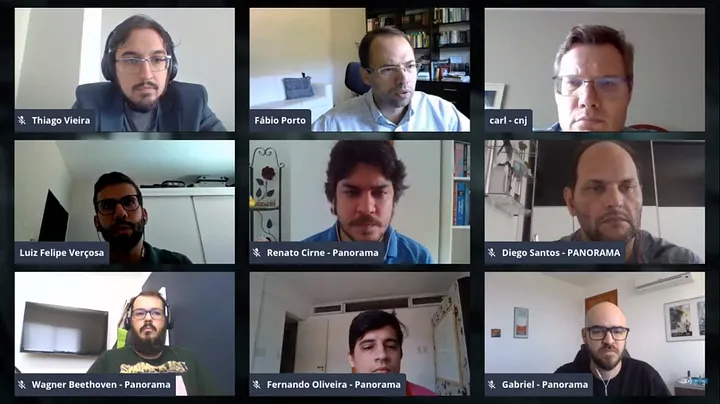 Thiago Vieira
Fábio Porto
carl - cnj
Luiz Felipe Verçosa
Renato Cirne - Panorama
Diego Santos - PANORAMA
Wagner Beethoven - Panorama
Fernando Oliveira - Panorama
Gabriel - Panorama